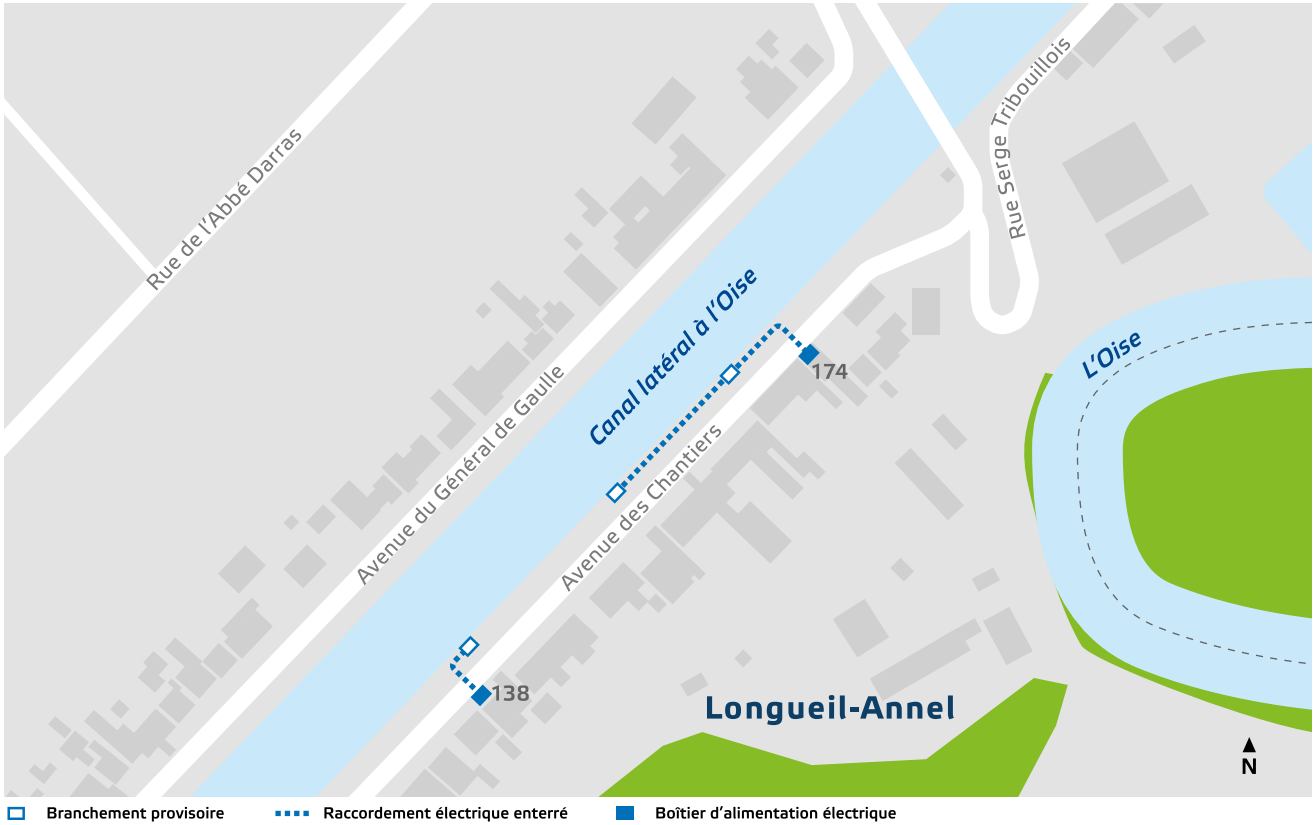 Rue Serge Tribouillois
Rue de l'Abbé Darras
Canal latéral à l'Oise
L'Oise
174
Avenue du Général de Gaulle
Avenue des Chantiers
138
Longueil-Annel
N
Branchement provisoire
Raccordement électrique enterré
Boîtier d'alimentation électrique